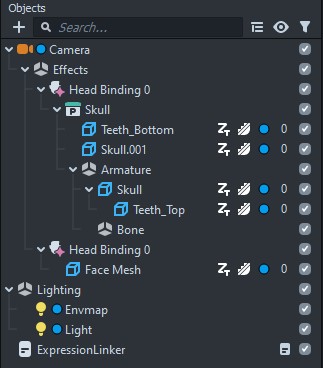 Objects
Search...
Camera
Effects
Head Binding 0
P Skull
Teeth_Bottom 0
Skull.001 0
Armature
Skull 0
Teeth_Top 0
Bone
Head Binding 0
Face Mesh 0
Lighting
Envmap
Light
ExpressionLinker